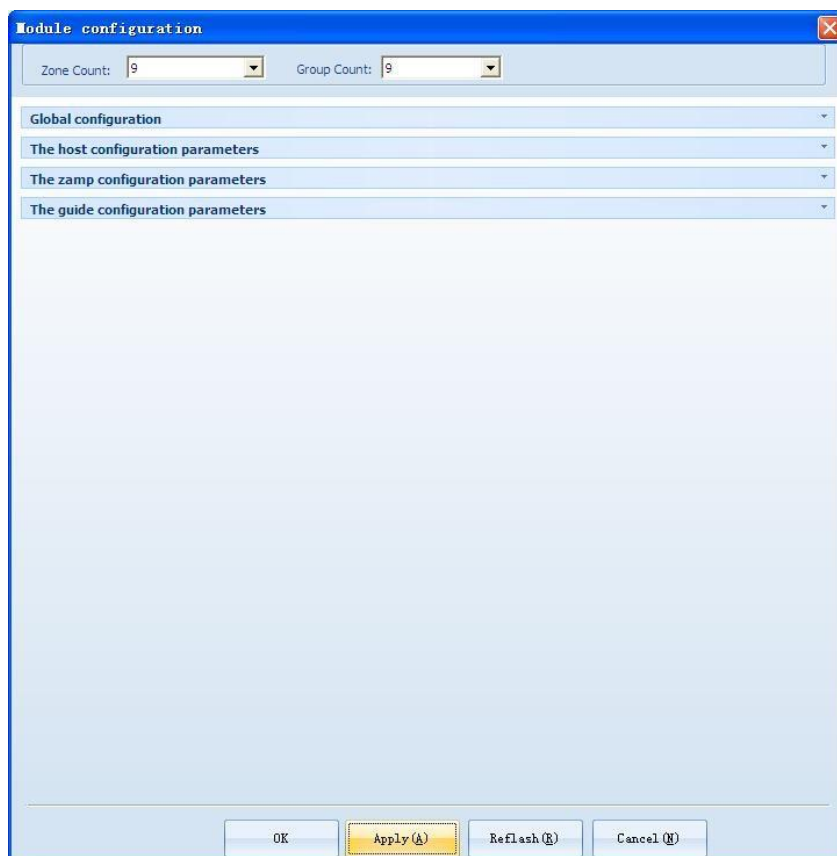 Module configuration
Zone Count: 9 Group Count: 9
Global configuration
The host configuration parameters
The zamp configuration parameters
The guide configuration parameters
OK Apply(A) Reflash(R) Cancel(N)